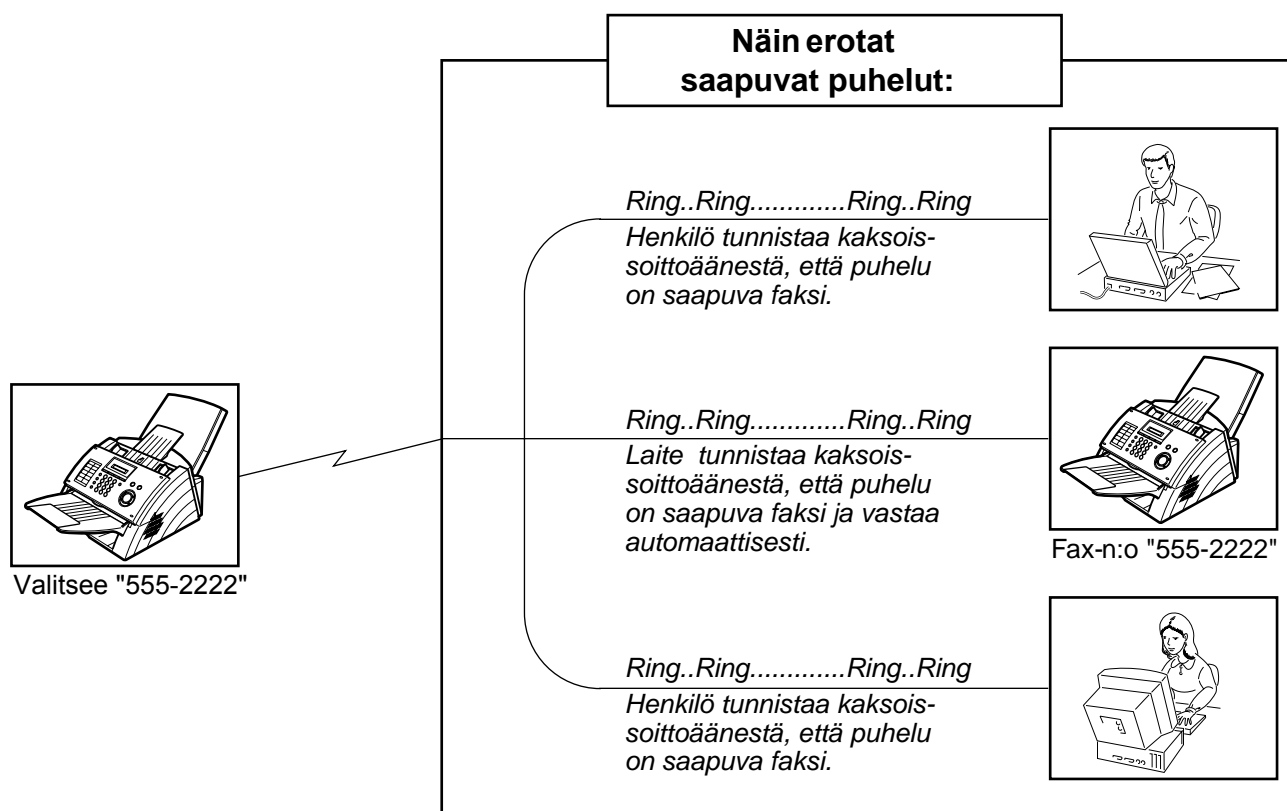 Näin erotat
saapuvat puhelut:
Ring..Ring.............Ring..Ring
Henkilö tunnistaa kaksois-
soittoäänestä, että puhelu
on saapuva faksi.
Ring..Ring.............Ring..Ring
Laite tunnistaa kaksois-
soittoäänestä, että puhelu
on saapuva faksi ja vastaa
automaattisesti.
Valitsee "555-2222"
Fax-n:o "555-2222"
Ring..Ring.............Ring..Ring
Henkilö tunnistaa kaksois-
soittoäänestä, että puhelu
on saapuva faksi.